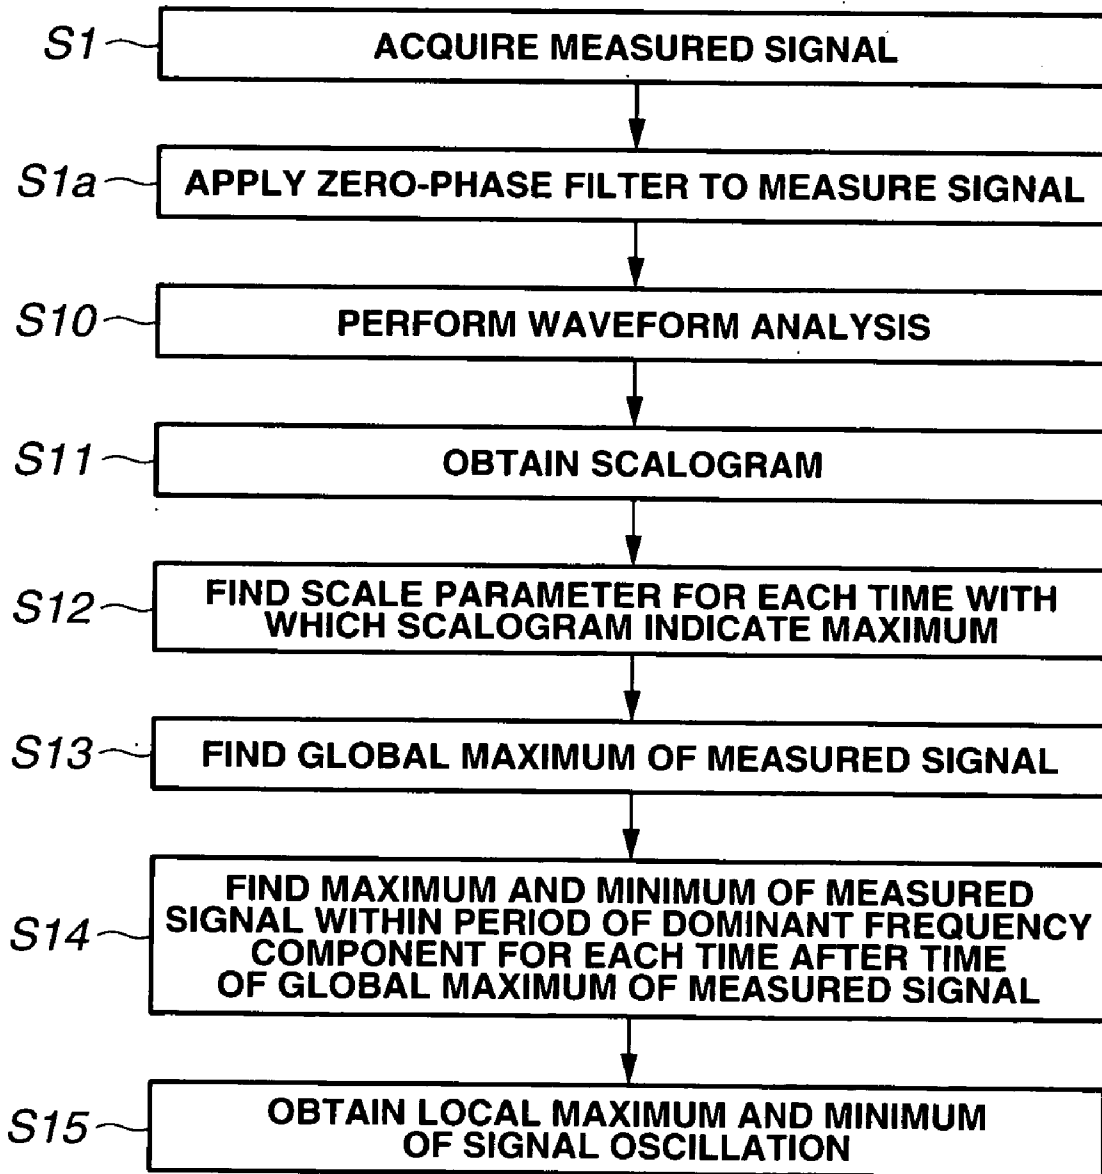 S1 ACQUIRE MEASURED SIGNAL
S1a APPLY ZERO-PHASE FILTER TO MEASURE SIGNAL
S10 PERFORM WAVEFORM ANALYSIS
S11 OBTAIN SCALOGRAM
S12 FIND SCALE PARAMETER FOR EACH TIME WITH
WHICH SCALOGRAM INDICATE MAXIMUM
S13 FIND GLOBAL MAXIMUM OF MEASURED SIGNAL
S14 FIND MAXIMUM AND MINIMUM OF MEASURED
SIGNAL WITHIN PERIOD OF DOMINANT FREQUENCY
COMPONENT FOR EACH TIME AFTER TIME
OF GLOBAL MAXIMUM OF MEASURED SIGNAL
S15 OBTAIN LOCAL MAXIMUM AND MINIMUM
OF SIGNAL OSCILLATION